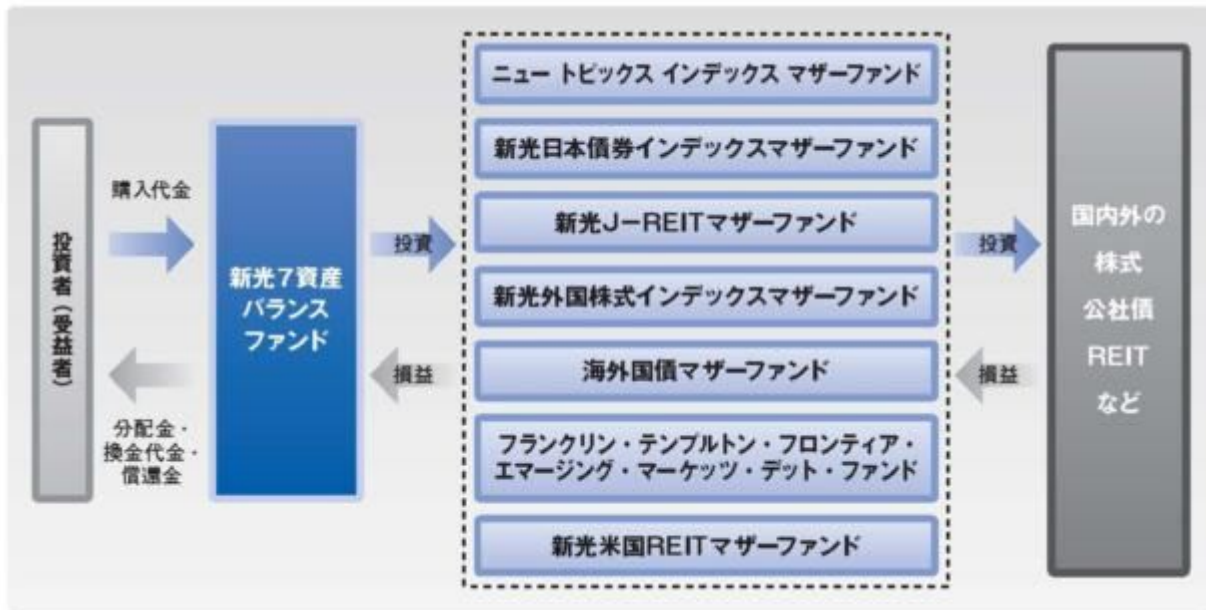 投資者（受益者）
購入代金
分配金・
換金代金・
償還金
新光7資産
バランス
ファンド
投資
損益
ニュー トピックス インデックス マザーファンド
新光日本債券インデックスマザーファンド
新光J－REITマザーファンド
新光外国株式インデックスマザーファンド
海外国債マザーファンド
フランクリン・テンプルトン・フロンティア・
エマージング・マーケッツ・デット・ファンド
新光米国REITマザーファンド
投資
損益
国内外の
株式
公社債
REIT
など